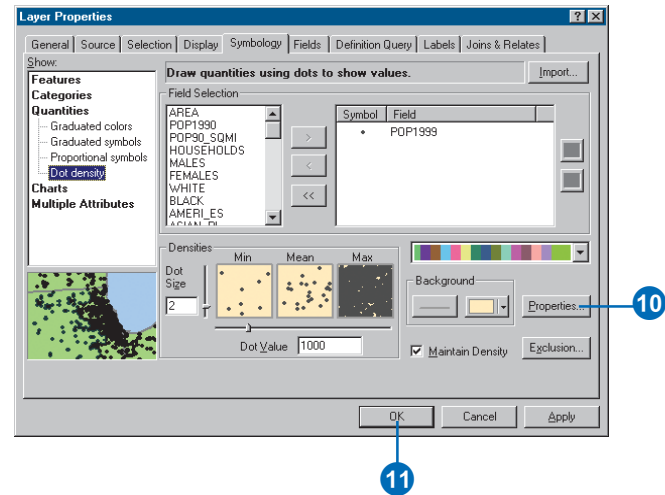 Layer Properties
? X
General Source Selection Display Symbology Fields Definition Query Labels Joins & Relates
Show:
Features
Categories
Quantities
Graduated colors
Graduated symbols
Proportional symbols
Dot density
Charts
Multiple Attributes
Draw quantities using dots to show values.
Import...
Field Selection
AREA
POP1990
POP90_SQMI
HOUSEHOLDS
MALES
FEMALES
WHITE
BLACK
AMERI_ES
ASIAN_PI
>
<
<<
Symbol Field
POP1999
Densities
Min Mean Max
Dot Size
2
Dot Value 1000
Background
Properties...
10
Maintain Density
Exclusion...
OK Cancel Apply
11